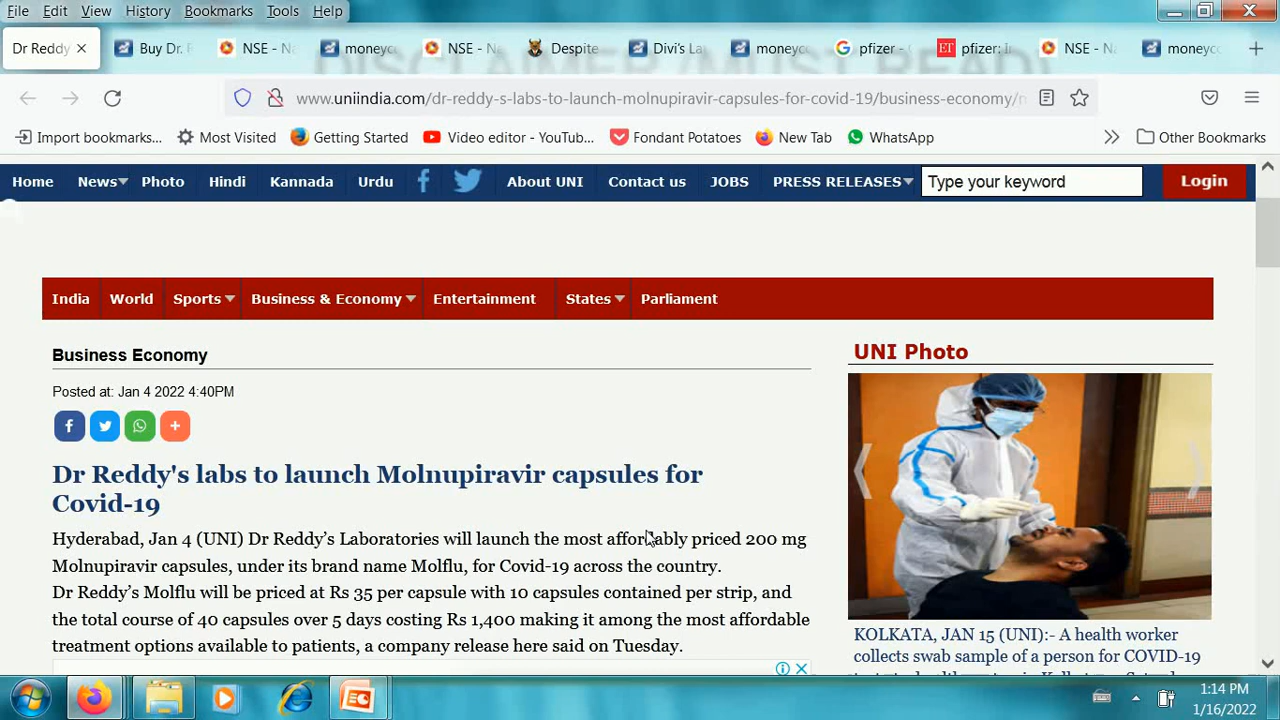 File Edit View History Bookmarks Tools Help
Dr Reddy Buy Dr. NSE - Na moneyco NSE - Na Despite Divi's La moneyco pfizer - pfizer: I NSE - Na moneyco
DISCLAIMER MUST READ
www.uniindia.com/dr-reddy-s-labs-to-launch-molnupiravir-capsules-for-covid-19/business-economy/
Import bookmarks... Most Visited Getting Started Video editor - YouTub... Fondant Potatoes New Tab WhatsApp Other Bookmarks
Home News Photo Hindi Kannada Urdu About UNI Contact us JOBS PRESS RELEASES Type your keyword Login
India World Sports Business & Economy Entertainment States Parliament
Business Economy
Posted at: Jan 4 2022 4:40PM
Dr Reddy's labs to launch Molnupiravir capsules for
Covid-19
Hyderabad, Jan 4 (UNI) Dr Reddy's Laboratories will launch the most affordably priced 200 mg
Molnupiravir capsules, under its brand name Molflu, for Covid-19 across the country.
Dr Reddy's Molflu will be priced at Rs 35 per capsule with 10 capsules contained per strip, and
the total course of 40 capsules over 5 days costing Rs 1,400 making it among the most affordable
treatment options available to patients, a company release here said on Tuesday.
UNI Photo
KOLKATA, JAN 15 (UNI):- A health worker
collects swab sample of a person for COVID-19
1:14 PM
1/16/2022